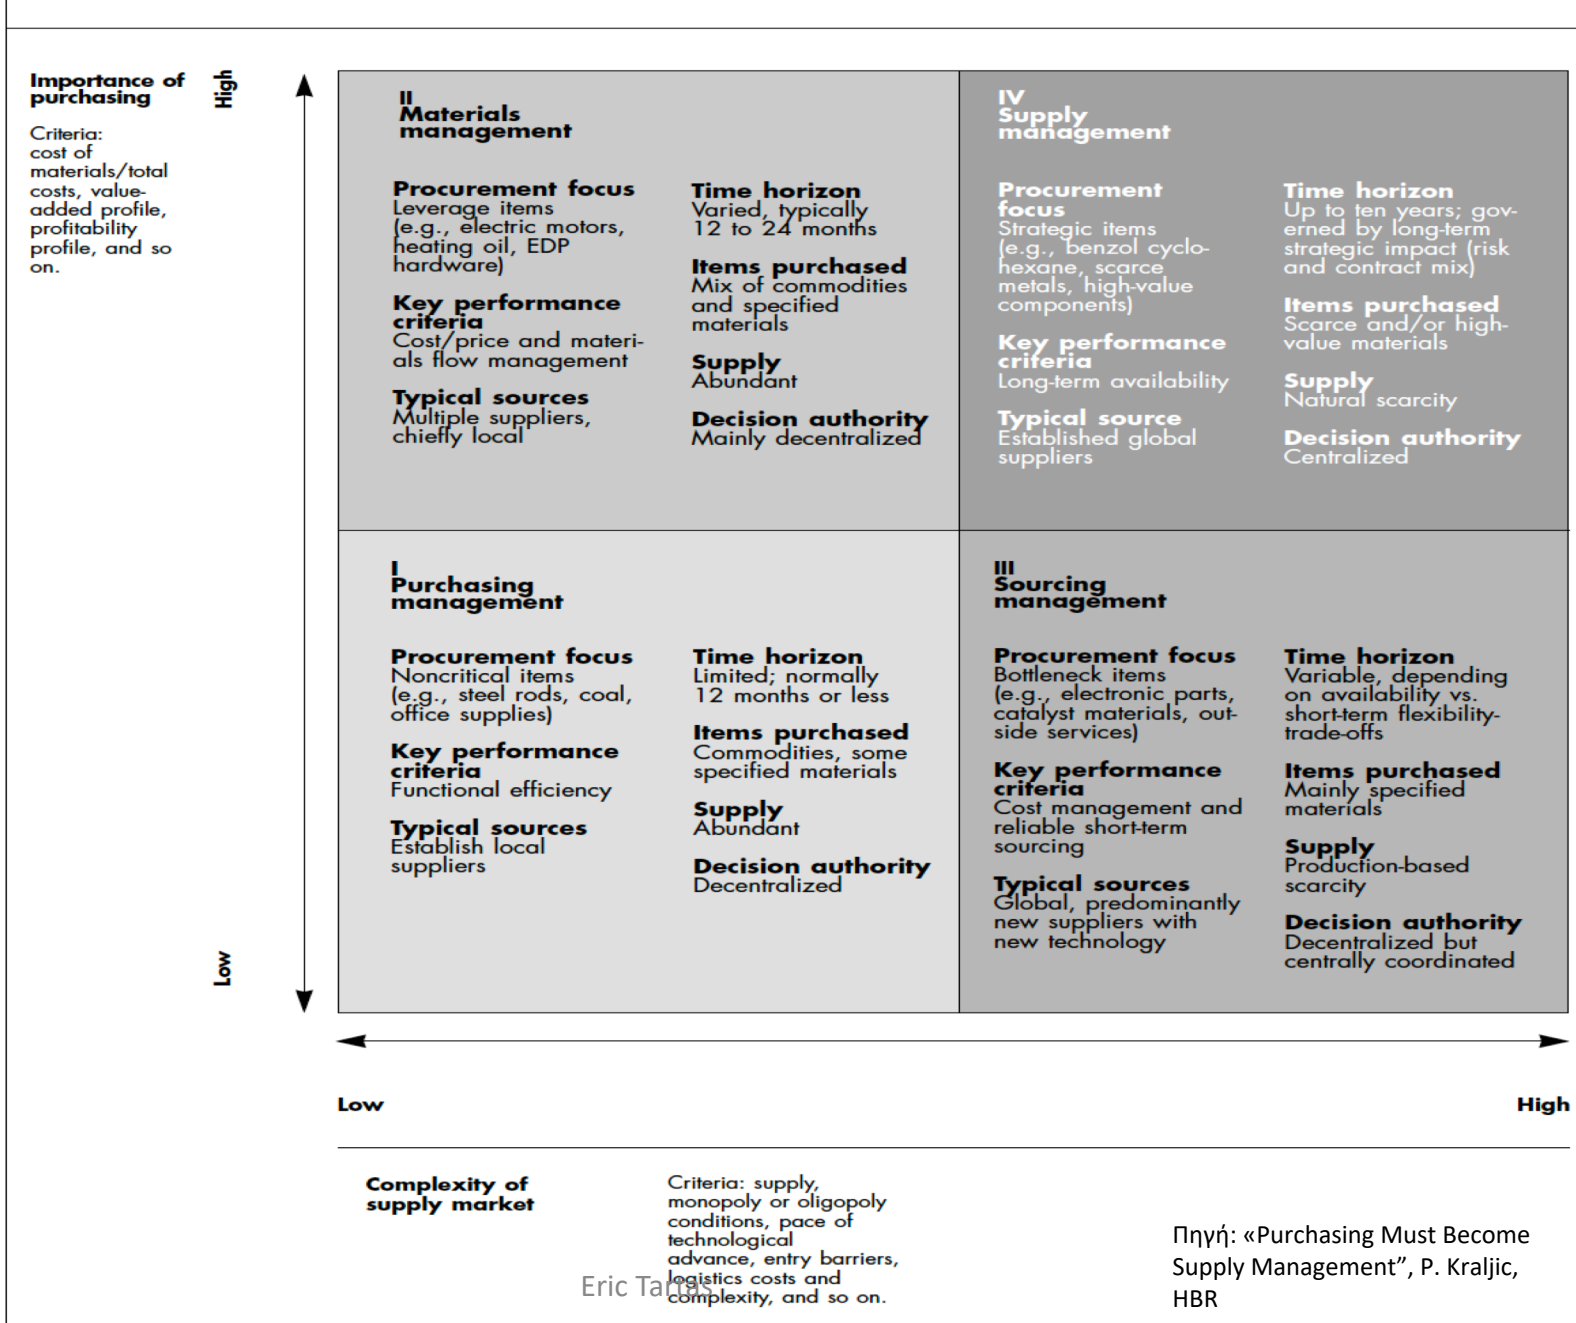 Importance of
purchasing
Criteria:
cost of
materials/total
costs, value-
added profile,
profitability
profile, and so
on.
High
Low
II
Materials
management
Procurement focus
Leverage items
(e.g., electric motors,
heating oil, EDP
hardware)
Key performance
criteria
Cost/price and materi-
als flow management
Typical sources
Multiple suppliers,
chiefly local
Time horizon
Varied, typically
12 to 24 months
Items purchased
Mix of commodities
and specified
materials
Supply
Abundant
Decision authority
Mainly decentralized
IV
Supply
management
Procurement
focus
Strategic items
(e.g., benzol cyclo-
hexane, scarce
metals, high-value
components)
Key performance
criteria
Long-term availability
Typical source
Established global
suppliers
Time horizon
Up to ten years; gov-
erned by long-term
strategic impact (risk
and contract mix)
Items purchased
Scarce and/or high-
value materials
Supply
Natural scarcity
Decision authority
Centralized
I
Purchasing
management
Procurement focus
Noncritical items
(e.g., steel rods, coal,
office supplies)
Key performance
criteria
Functional efficiency
Typical sources
Establish local
suppliers
Time horizon
Limited; normally
12 months or less
Items purchased
Commodities, some
specified materials
Supply
Abundant
Decision authority
Decentralized
III
Sourcing
management
Procurement focus
Bottleneck items
(e.g., electronic parts,
catalyst materials, out-
side services)
Key performance
criteria
Cost management and
reliable short-term
sourcing
Typical sources
Global, predominantly
new suppliers with
new technology
Time horizon
Variable, depending
on availability vs.
short-term flexibility-
trade-offs
Items purchased
Mainly specified
materials
Supply
Production-based
scarcity
Decision authority
Decentralized but
centrally coordinated
Low
High
Complexity of
supply market
Criteria: supply,
monopoly or oligopoly
conditions, pace of
technological
advance, entry barriers,
logistics costs and
complexity, and so on.
Eric Tartas
Πηγή: «Purchasing Must Become
Supply Management”, P. Kraljic,
HBR